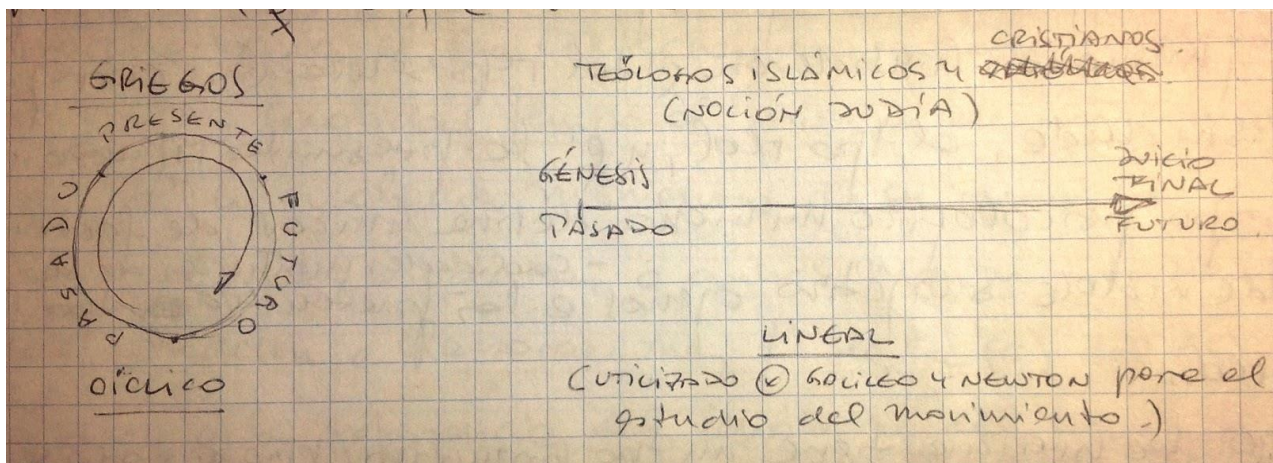 GRIEGOS
PRESENTE
FUTURO
PASADO
CÍCLICO
CRISTIANOS.
TEÓLOGOS ISLÁMICOS Y
(NOCIÓN JUDÍA)
GÉNESIS
PASADO
JUICIO
FINAL
FUTURO.
LINEAL
(UTILIZADO GALILEO Y NEWTON para el
estudio del movimiento.)